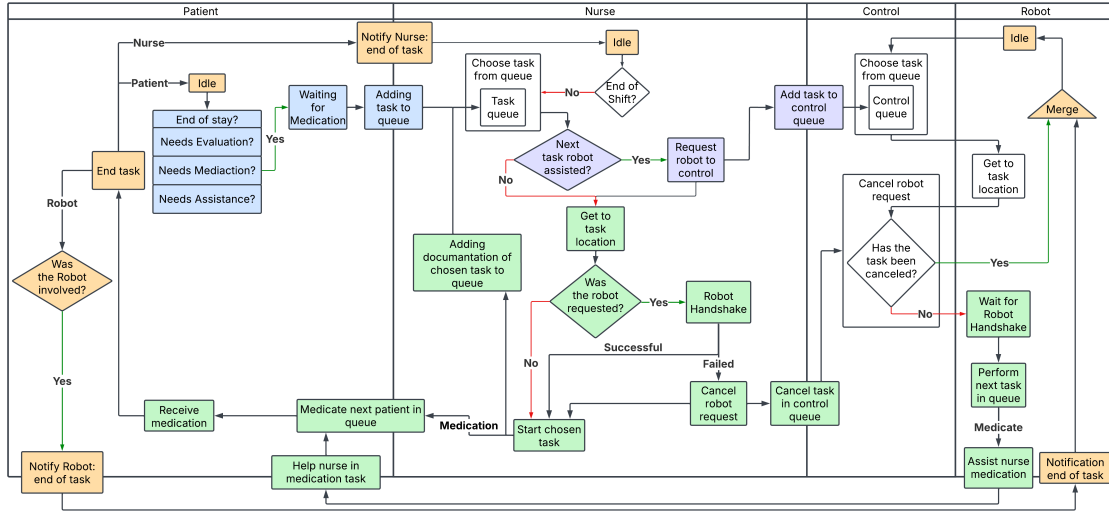 Patient
Nurse
Control
Robot
Nurse
Notify Nurse:
end of task
Idle
Idle
Patient
Idle
Choose task
from queue
Task
queue
No
End of
Shift?
Choose task
from queue
Control
queue
Merge
End of stay?
Needs Evaluation?
Needs Mediaction?
Needs Assistance?
Yes
Waiting
for
Medication
Adding
task to
queue
Add task to
control
queue
End task
Next
task robot
assisted?
Yes
No
Request
robot to
control
Get to
task
location
Cancel robot
request
Robot
Get to
task
location
Has the
task been
canceled?
Yes
No
Was
the Robot
involved?
Adding
documantation of
chosen task to
queue
Was
the robot
requested?
Yes
No
Robot
Handshake
Wait for
Robot
Handshake
Successful
Failed
Yes
Perform
next task
in queue
Cancel
robot
request
Cancel task
in control
queue
Receive
medication
Medicate next patient in
queue
Medication
Start chosen
task
Medicate
Notify Robot:
end of task
Help nurse in
medication task
Assist nurse
medication
Notification
end of task